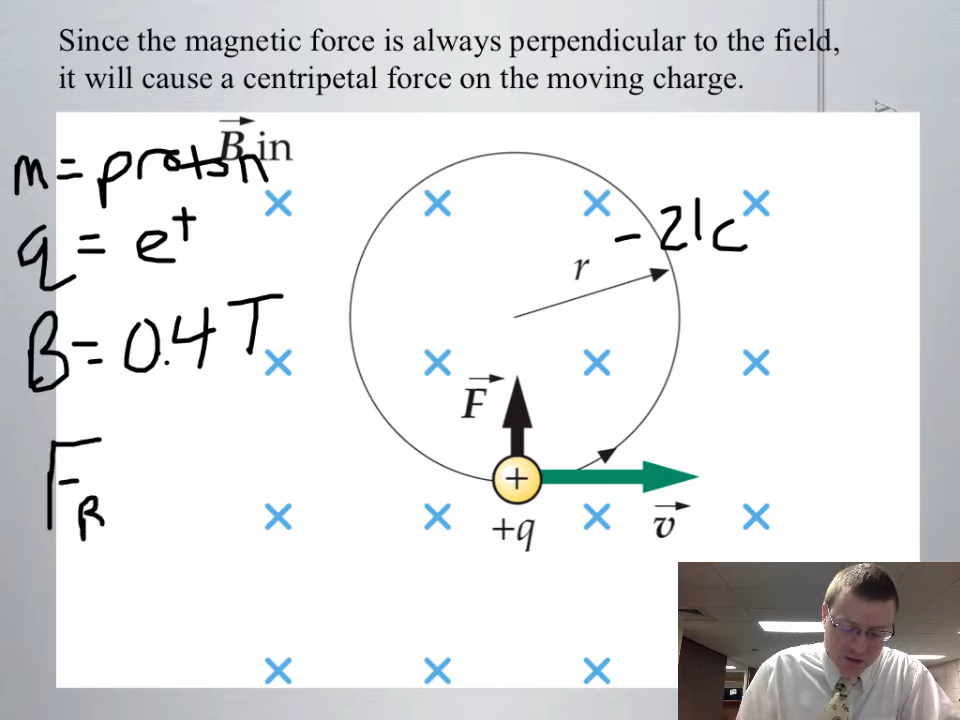 Since the magnetic force is always perpendicular to the field,
it will cause a centripetal force on the moving charge.
B in
m = proton
q = e+
- 21c
r
B = 0.4 T
F
FB
+
+q
v